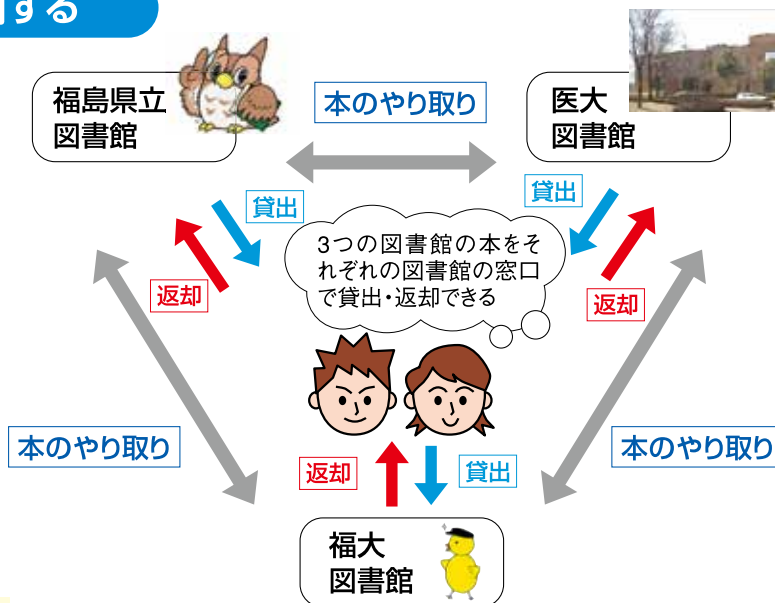 する
福島県立
図書館
本のやり取り
医大
図書館
貸出
貸出
3つの図書館の本をそ
れぞれの図書館の窓口
で貸出・返却できる
返却
返却
本のやり取り
本のやり取り
返却
貸出
福大
図書館